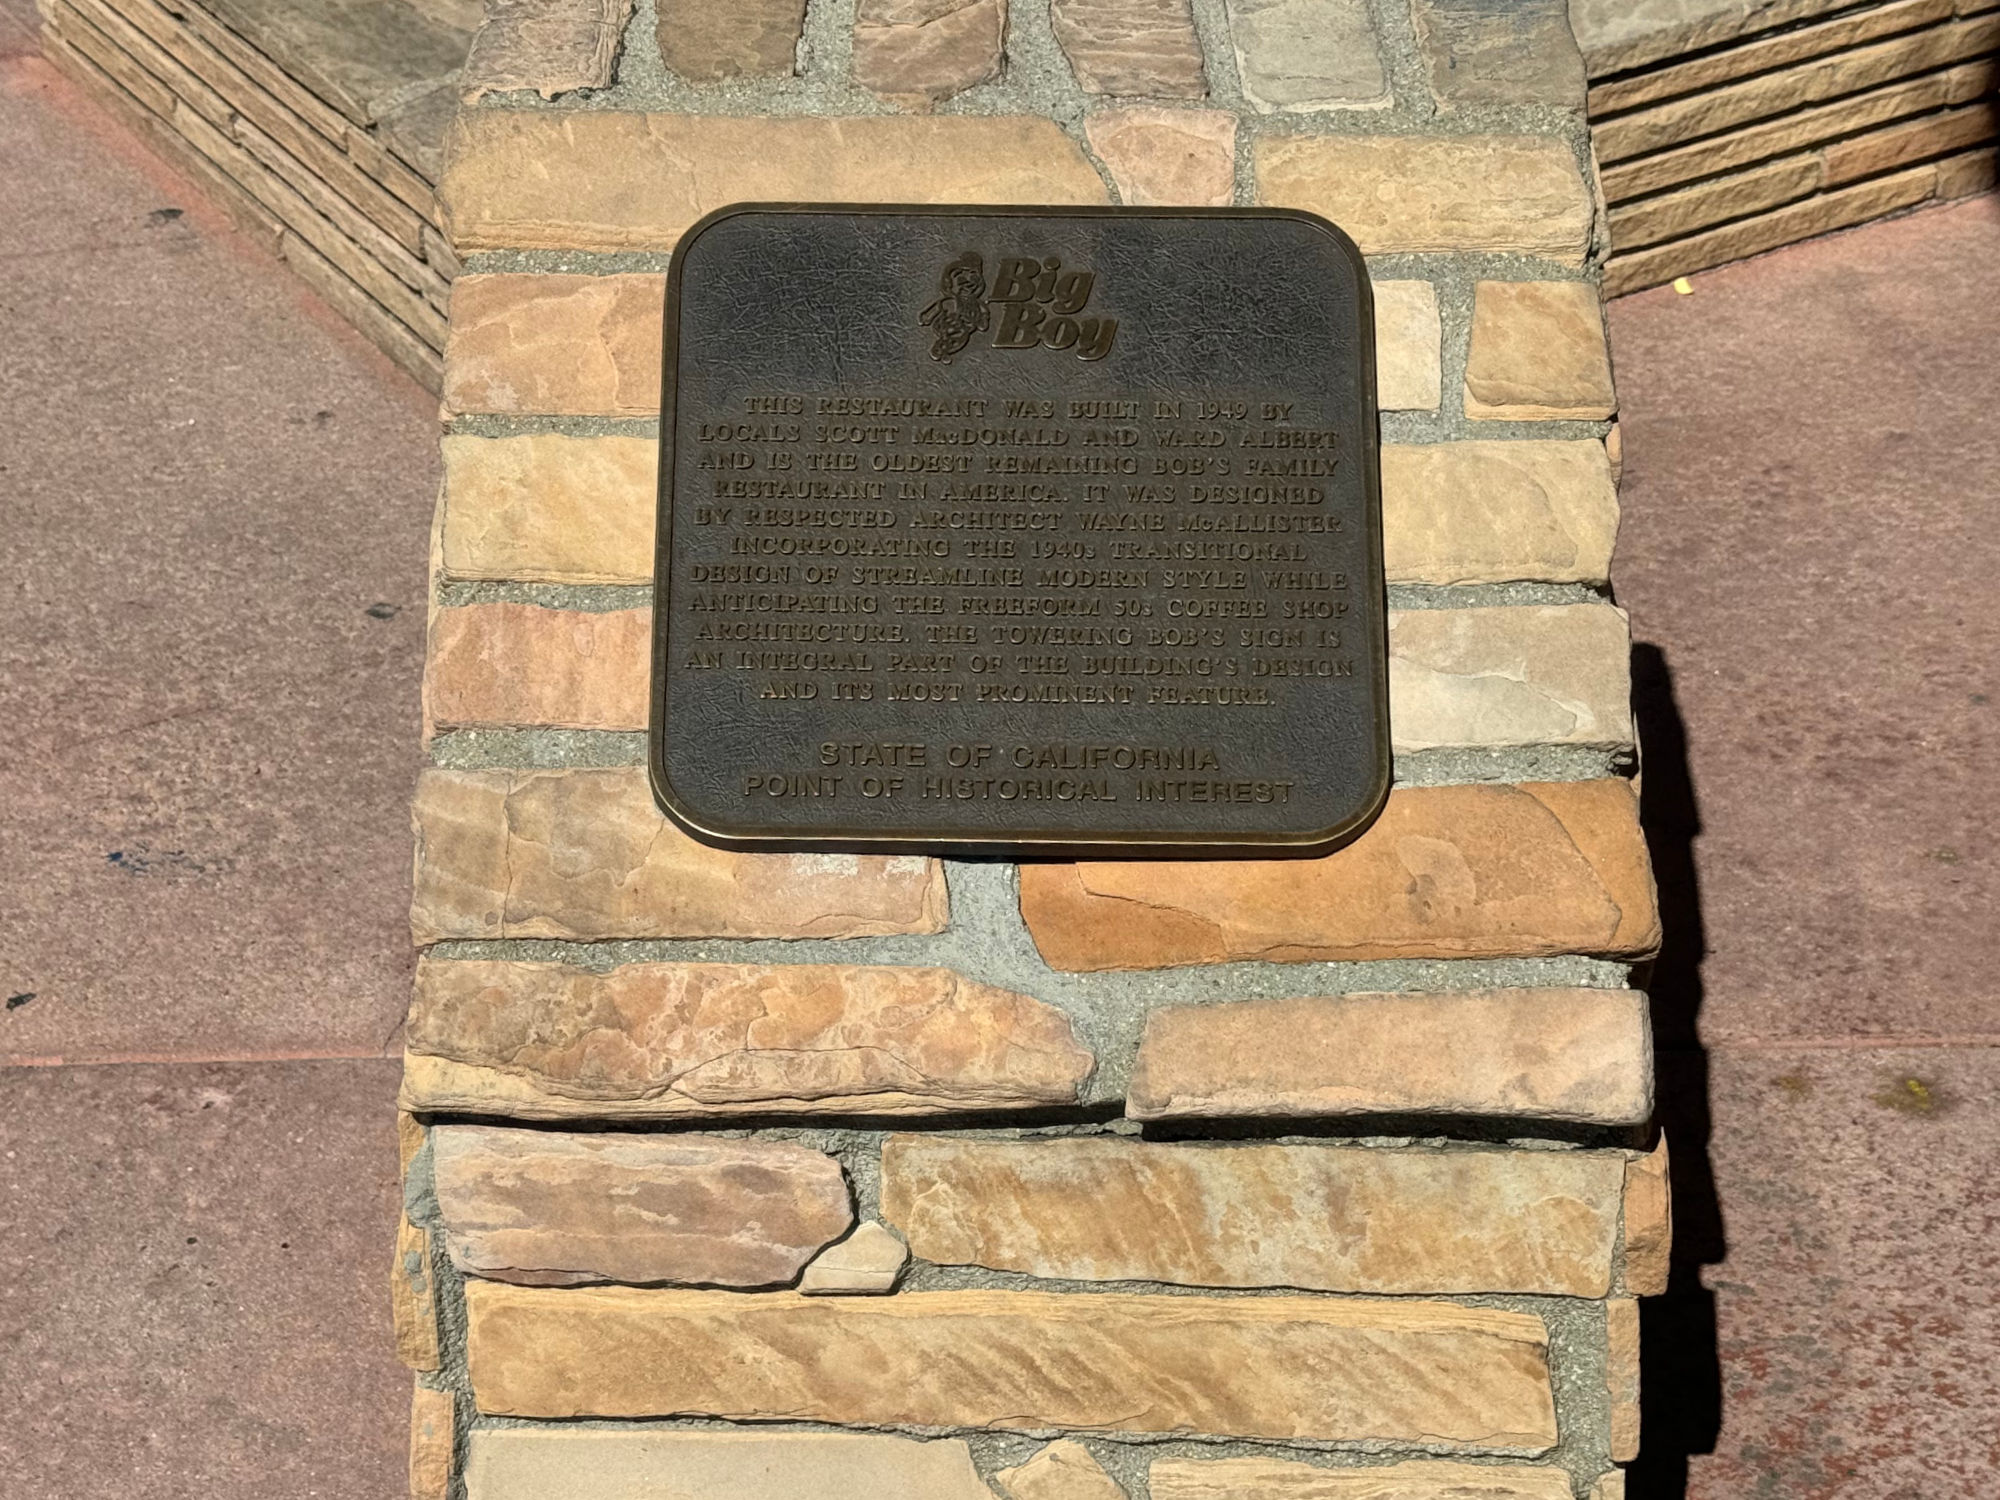 Big
Boy
THIS RESTAURANT WAS BUILT IN 1949 BY
LOCALS SCOTT MacDONALD AND WARD ALBERT
AND IS THE OLDEST REMAINING BOB'S FAMILY
RESTAURANT IN AMERICA. IT WAS DESIGNED
BY RESPECTED ARCHITECT WAYNE McALLISTER
INCORPORATING THE 1940s TRANSITIONAL
DESIGN OF STREAMLINE MODERN STYLE WHILE
ANTICIPATING THE FREEFORM 50s COFFEE SHOP
ARCHITECTURE. THE TOWERING BOB'S SIGN IS
AN INTEGRAL PART OF THE BUILDING'S DESIGN
AND ITS MOST PROMINENT FEATURE.
STATE OF CALIFORNIA
POINT OF HISTORICAL INTEREST